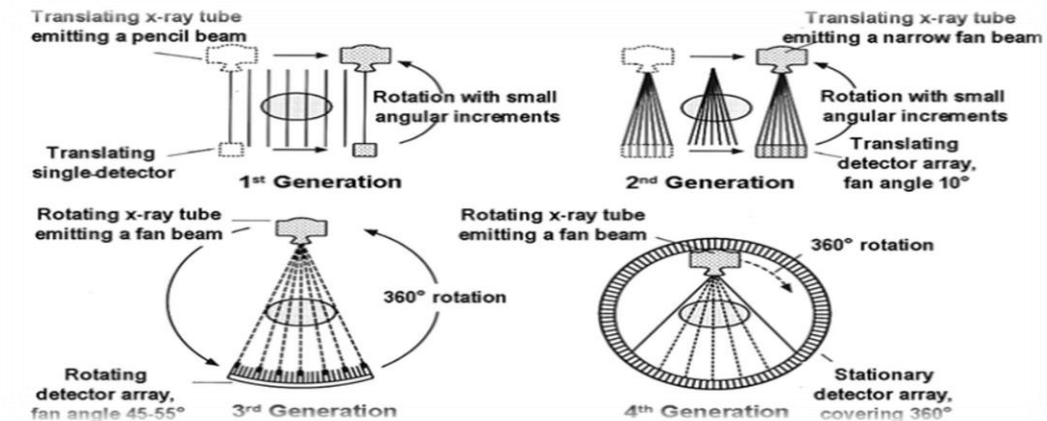 Translating x-ray tube
emitting a pencil beam
Rotation with small
angular increments
Translating
single-detector
1st Generation
Translating x-ray tube
emitting a narrow fan beam
Rotation with small
angular increments
Translating
detector array,
fan angle 10°
2nd Generation
Rotating x-ray tube
emitting a fan beam
360° rotation
Rotating
detector array,
fan angle 45-55°
3rd Generation
Rotating x-ray tube
emitting a fan beam
360° rotation
Stationary
detector array,
covering 360°
4th Generation